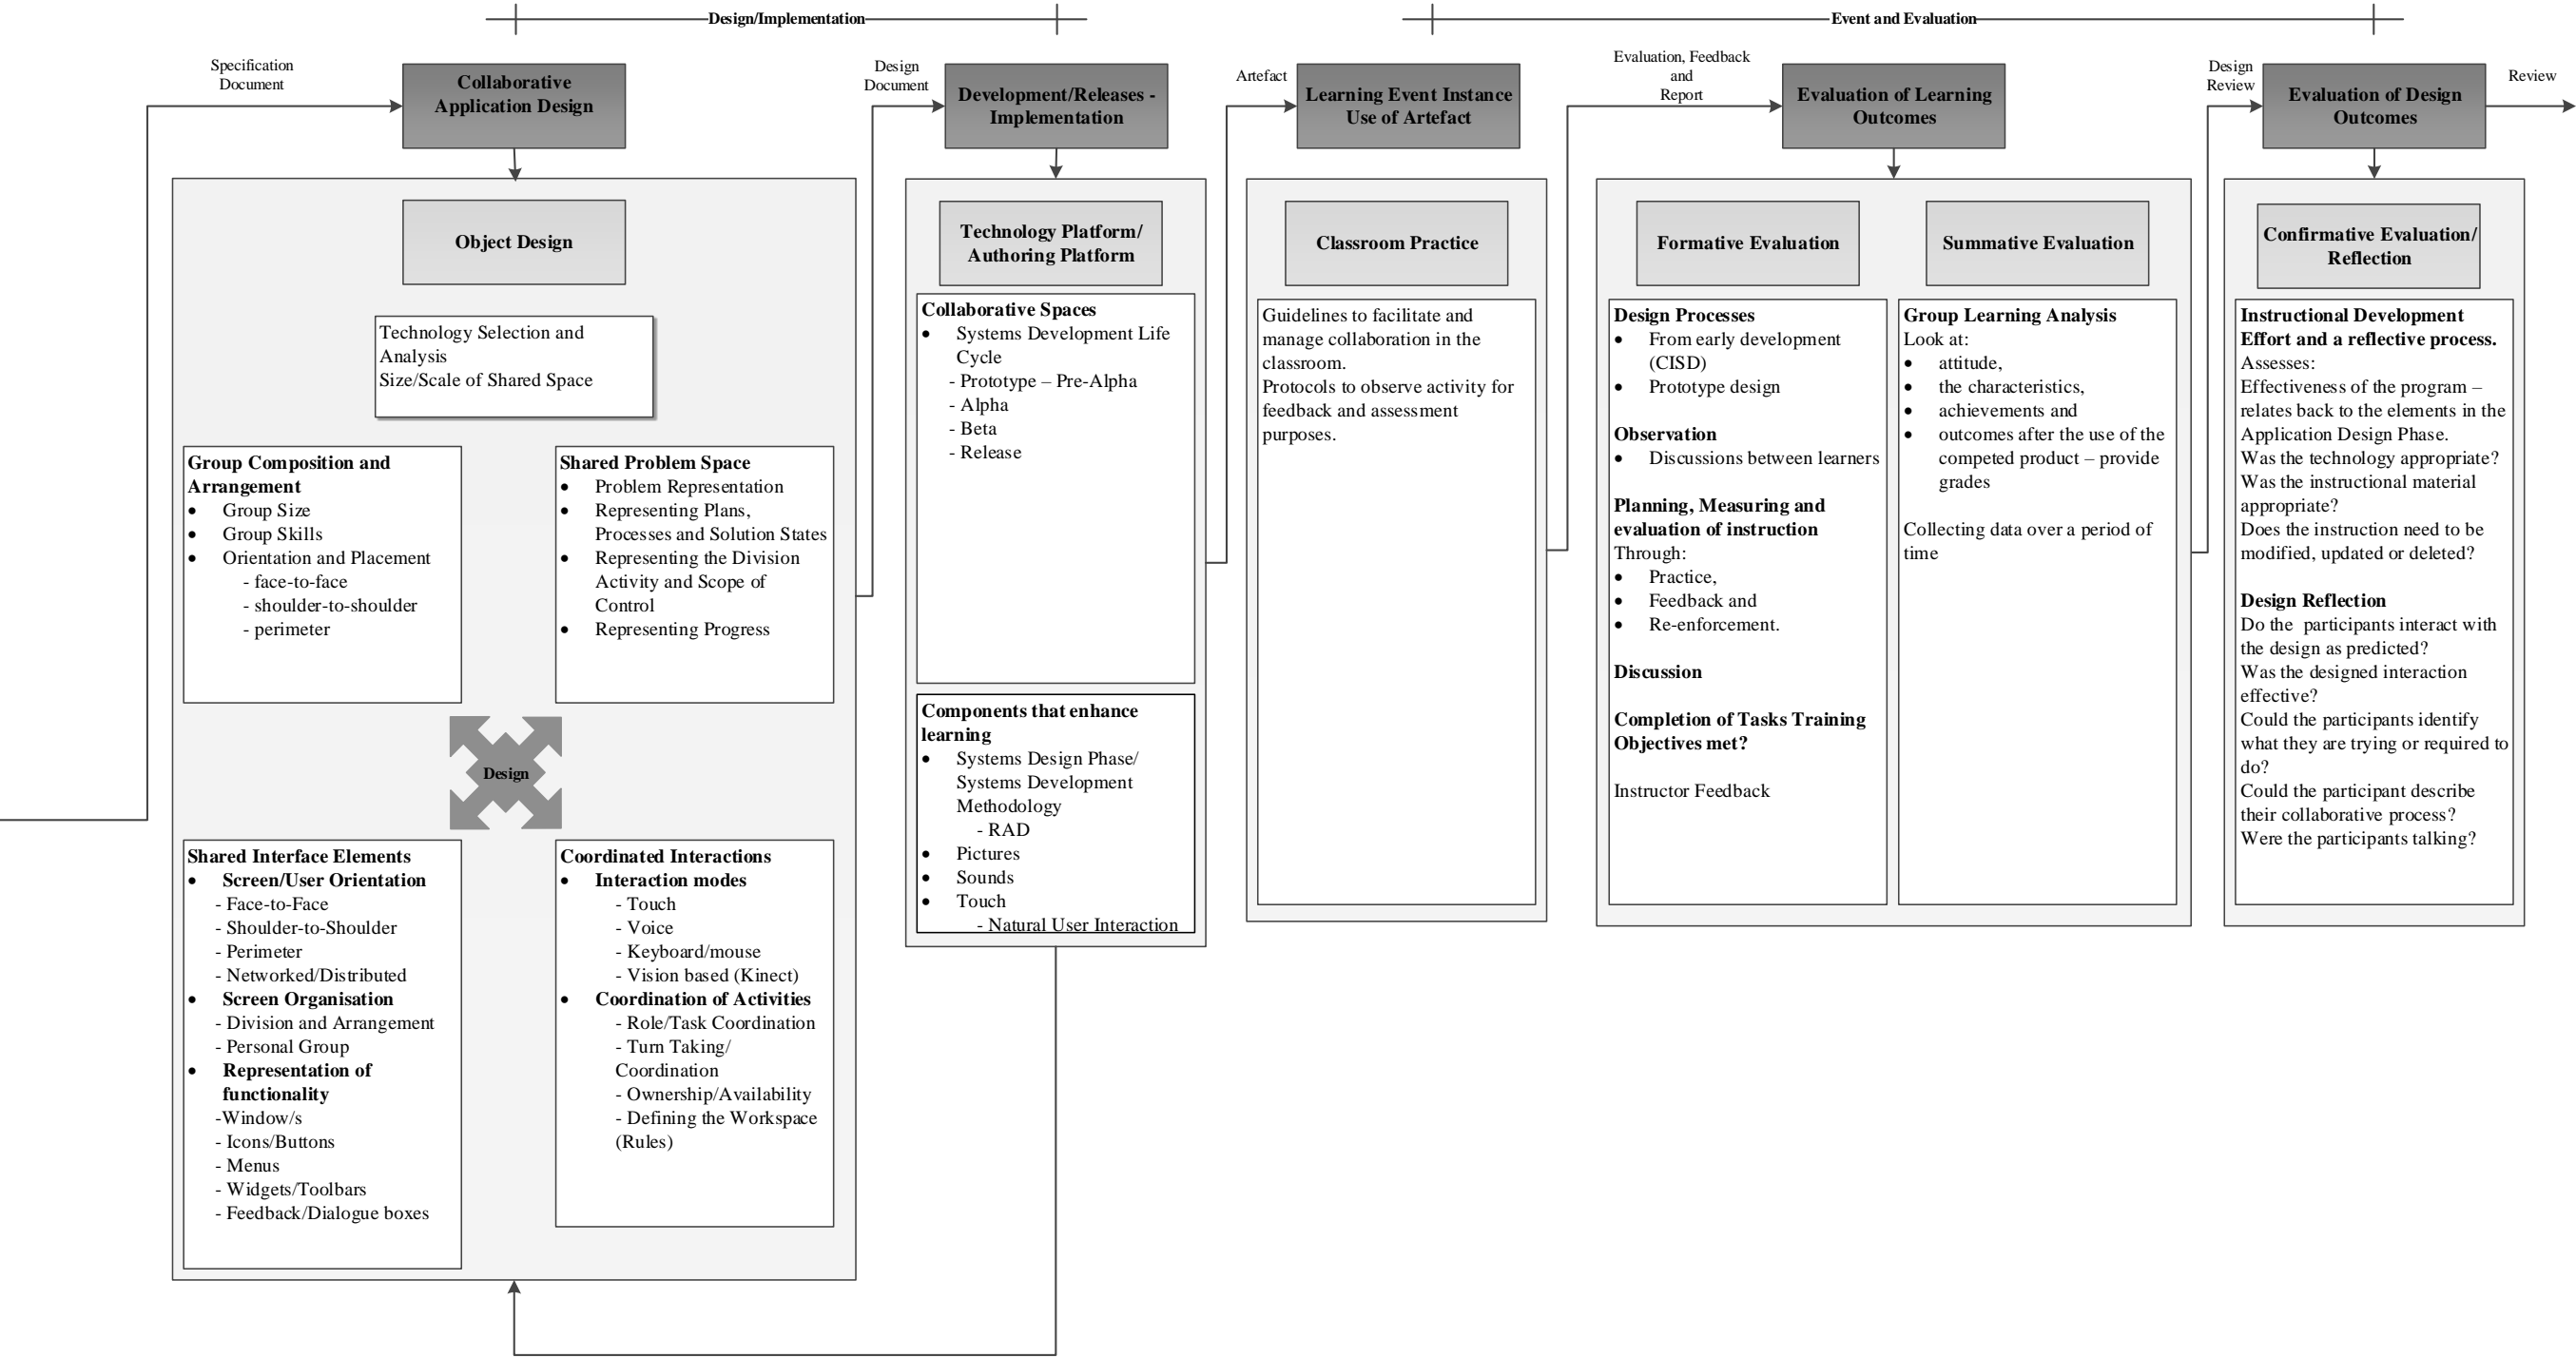 Design/Implementation
Event and Evaluation
Specification
Document
Collaborative
Application Design
Design
Document
Development/Releases -
Implementation
Artefact
Learning Event Instance
Use of Artefact
Evaluation, Feedback
and
Report
Evaluation of Learning
Outcomes
Design
Review
Evaluation of Design
Outcomes
Review
Object Design
Technology Selection and
Analysis
Size/Scale of Shared Space
Group Composition and
Arrangement
• Group Size
• Group Skills
• Orientation and Placement
- face-to-face
- shoulder-to-shoulder
- perimeter
Shared Problem Space
• Problem Representation
• Representing Plans,
Processes and Solution States
• Representing the Division
Activity and Scope of
Control
• Representing Progress
Design
Shared Interface Elements
• Screen/User Orientation
- Face-to-Face
- Shoulder-to-Shoulder
- Perimeter
- Networked/Distributed
• Screen Organisation
- Division and Arrangement
- Personal Group
• Representation of
functionality
-Window/s
- Icons/Buttons
- Menus
- Widgets/Toolbars
- Feedback/Dialogue boxes
Coordinated Interactions
• Interaction modes
- Touch
- Voice
- Keyboard/mouse
- Vision based (Kinect)
• Coordination of Activities
- Role/Task Coordination
- Turn Taking/
Coordination
- Ownership/Availability
- Defining the Workspace
(Rules)
Technology Platform/
Authoring Platform
Collaborative Spaces
• Systems Development Life
Cycle
- Prototype – Pre-Alpha
- Alpha
- Beta
- Release
Components that enhance
learning
• Systems Design Phase/
Systems Development
Methodology
- RAD
• Pictures
• Sounds
• Touch
- Natural User Interaction
Classroom Practice
Guidelines to facilitate and
manage collaboration in the
classroom.
Protocols to observe activity for
feedback and assessment
purposes.
Formative Evaluation
Design Processes
• From early development
(CISD)
• Prototype design
Observation
• Discussions between learners
Planning, Measuring and
evaluation of instruction
Through:
• Practice,
• Feedback and
• Re-enforcement.
Discussion
Completion of Tasks Training
Objectives met?
Instructor Feedback
Summative Evaluation
Group Learning Analysis
Look at:
• attitude,
• the characteristics,
• achievements and
• outcomes after the use of the
competed product – provide
grades
Collecting data over a period of
time
Confirmative Evaluation/
Reflection
Instructional Development
Effort and a reflective process.
Assesses:
Effectiveness of the program –
relates back to the elements in the
Application Design Phase.
Was the technology appropriate?
Was the instructional material
appropriate?
Does the instruction need to be
modified, updated or deleted?
Design Reflection
Do the participants interact with
the design as predicted?
Was the designed interaction
effective?
Could the participants identify
what they are trying or required to
do?
Could the participant describe
their collaborative process?
Were the participants talking?